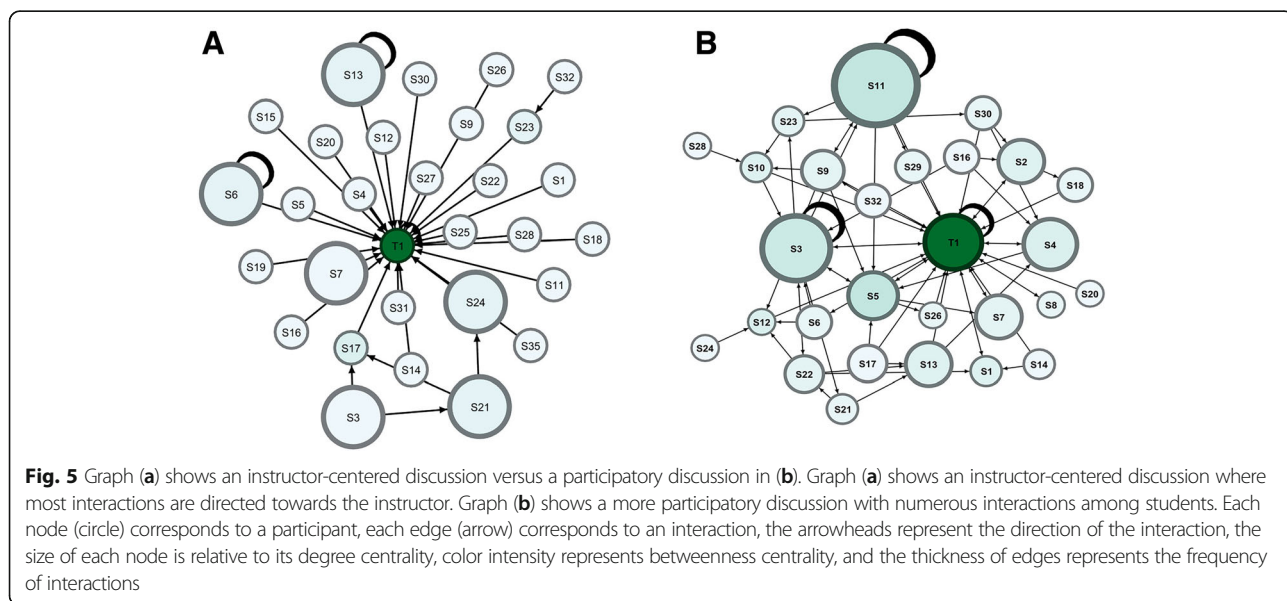 A
B
S13
S30
S26
S32
S15
S20
S12
S9
S23
S6
S5
S4
S27
S22
S1
T1
S25
S28
S18
S19
S7
S11
S16
S31
S24
S17
S14
S35
S3
S21
S11
S23
S30
S28
S10
S9
S29
S16
S2
S18
S32
S3
T1
S4
S5
S8
S20
S12
S6
S26
S7
S24
S22
S17
S13
S1
S14
S21
Fig. 5 Graph (a) shows an instructor-centered discussion versus a participatory discussion in (b). Graph (a) shows an instructor-centered discussion where
most interactions are directed towards the instructor. Graph (b) shows a more participatory discussion with numerous interactions among students. Each
node (circle) corresponds to a participant, each edge (arrow) corresponds to an interaction, the arrowheads represent the direction of the interaction, the
size of each node is relative to its degree centrality, color intensity represents betweenness centrality, and the thickness of edges represents the frequency
of interactions